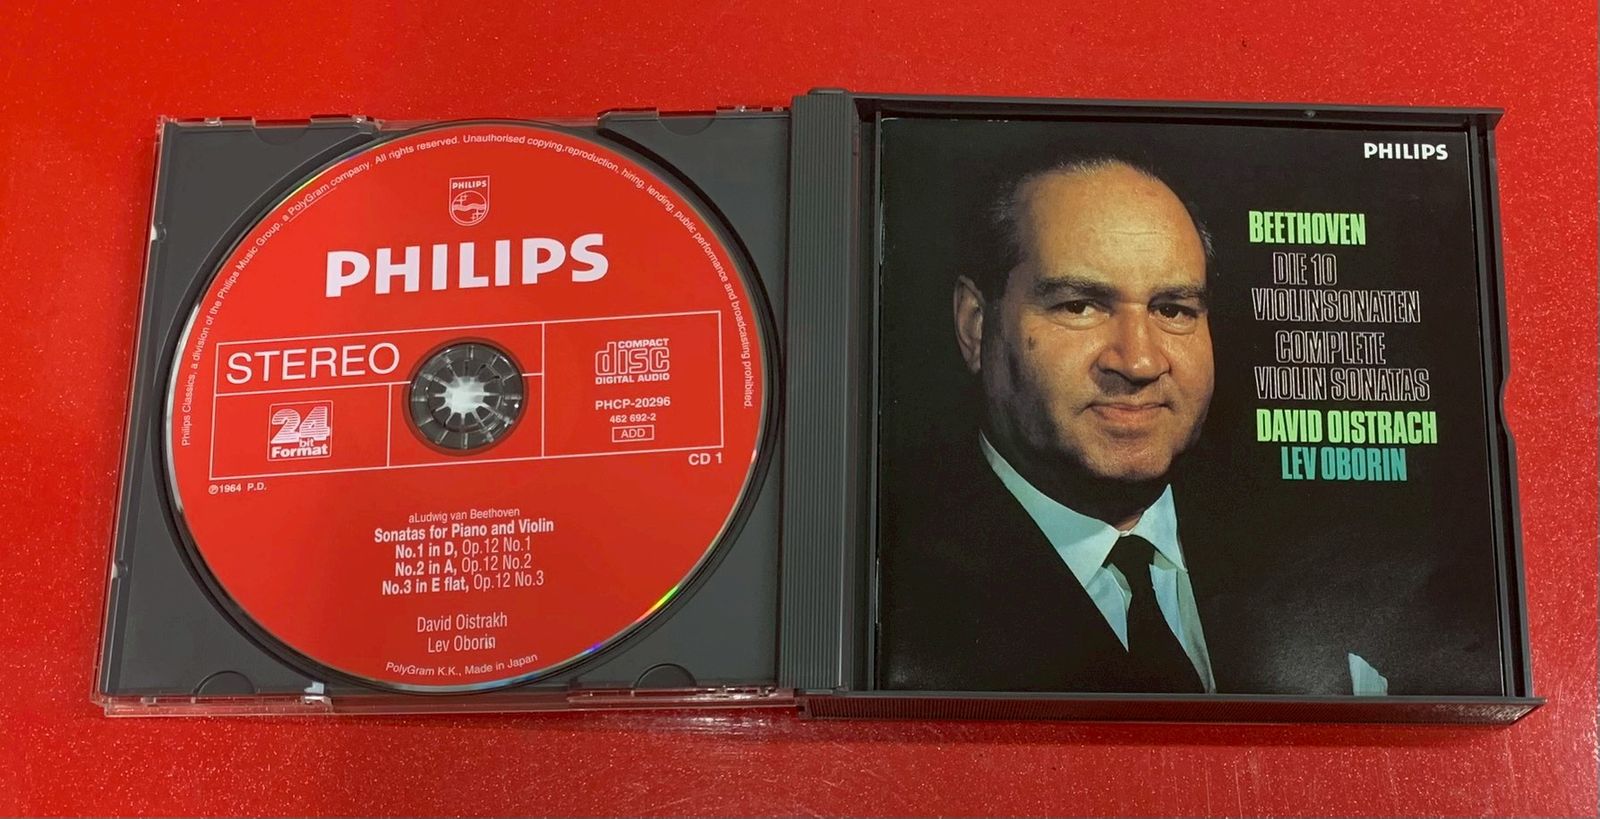 Philips Classics, a division of the Philips Music Group, a PolyGram company. All rights reserved. Unauthorised copying,reproduction, hiring, lending, public performance and broadcasting prohibited.
PHILIPS
PHILIPS
STEREO
COMPACT
disc
DIGITAL AUDIO
24
bit
Format
PHCP-20296
462 692-2
ADD
CD 1
℗1964 P.D.
aLudwig van Beethoven
Sonatas for Piano and Violin
No.1 in D, Op.12 No.1
No.2 in A, Op.12 No.2
No.3 in E flat, Op.12 No.3
David Oistrakh
Lev Oborin
PolyGram K.K., Made in Japan
PHILIPS
BEETHOVEN
DIE 10
VIOLINSONATEN
COMPLETE
VIOLIN SONATAS
DAVID OISTRACH
LEV OBORIN